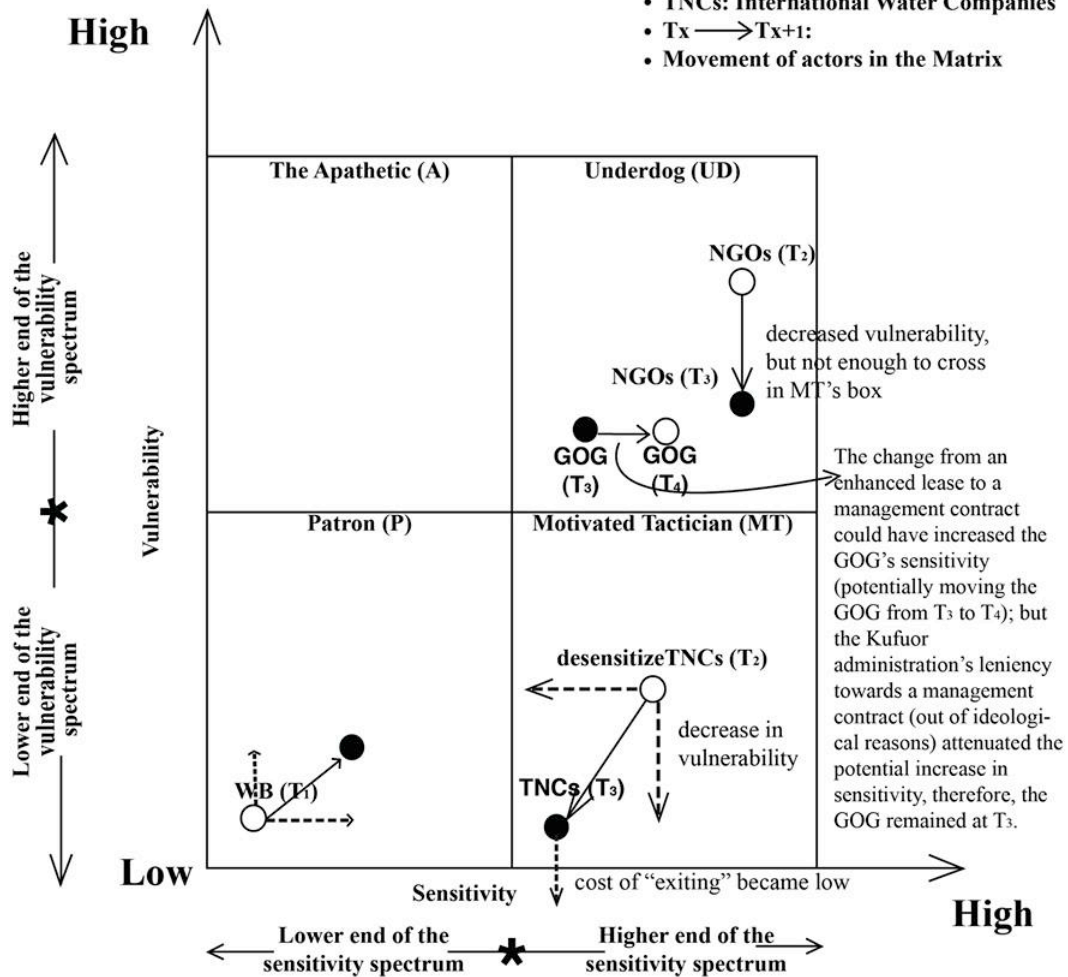 • TNCs: International Water Companies
• Tx → Tx+1:
• Movement of actors in the Matrix
High
The Apathetic (A)
Underdog (UD)
NGOs (T2)
decreased vulnerability,
but not enough to cross
in MT's box
NGOs (T3)
GOG
(T3)
GOG
(T4)
Higher end of the
vulnerability
spectrum
*
Vulnerability
The change from an
enhanced lease to a
management contract
could have increased the
GOG's sensitivity
(potentially moving the
GOG from T3 to T4); but
the Kufuor
administration's leniency
towards a management
contract (out of ideologi-
cal reasons) attenuated the
potential increase in
sensitivity, therefore, the
GOG remained at T3.
Patron (P)
Motivated Tactician (MT)
desensitizeTNCs (T2)
decrease in
vulnerability
Lower end of the
vulnerability
spectrum
WB (T1)
TNCs (T3)
Low
Sensitivity
cost of “exiting” became low
High
Lower end of the
sensitivity spectrum
*
Higher end of the
sensitivity spectrum